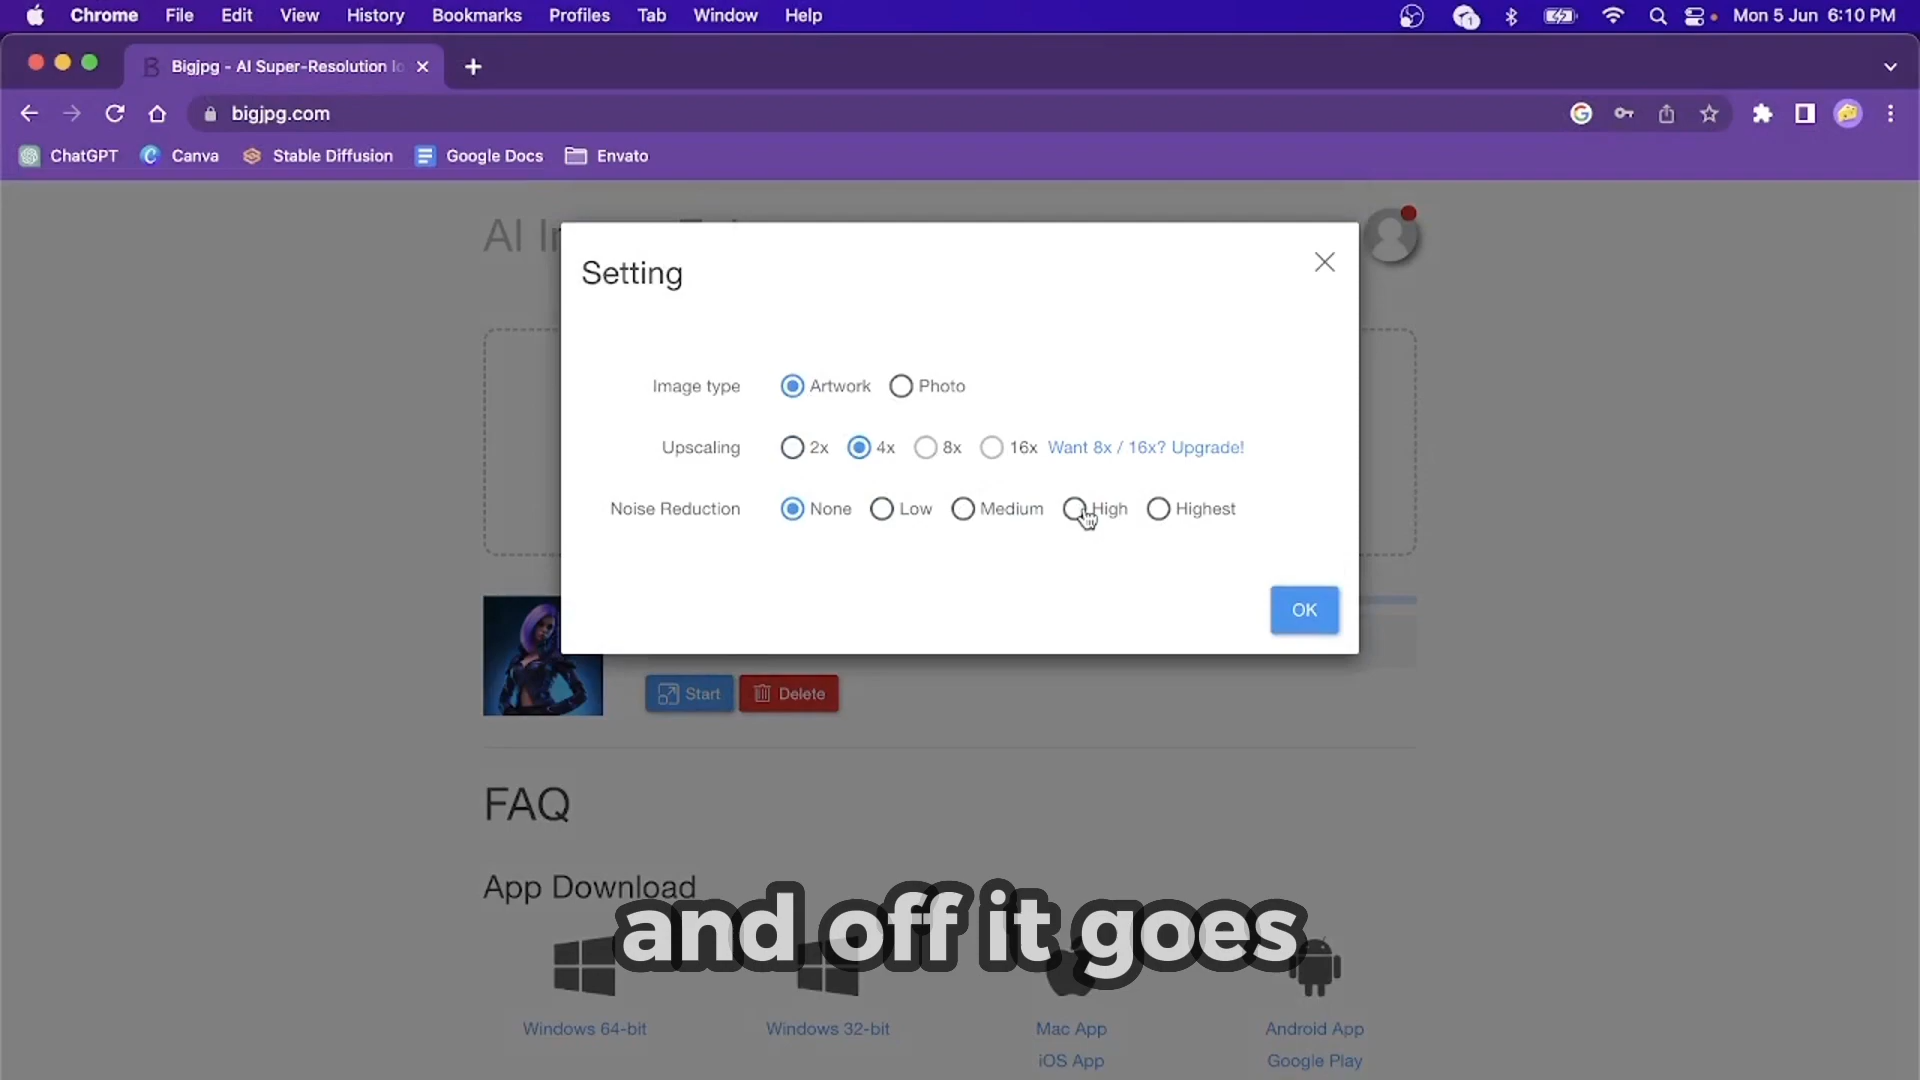 Chrome File Edit View History Bookmarks Profiles Tab Window Help 1 Mon 5 Jun 6:10 PM
Bigjpg - AI Super-Resolution
bigjpg.com
ChatGPT Canva Stable Diffusion Google Docs Envato
AI
Setting
Image type Artwork Photo
Upscaling 2x 4x 8x 16x Want 8x / 16x? Upgrade!
Noise Reduction None Low Medium High Highest
OK
Start Delete
FAQ
App Download
and off it goes
Windows 64-bit Windows 32-bit Mac App Android App
iOS App Google Play